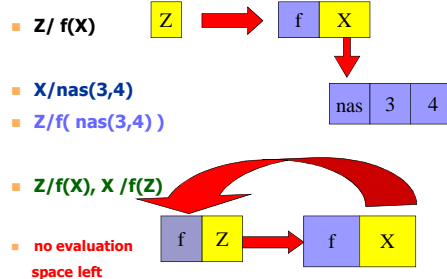 Z/ f(X)
Z
f X
X/nas(3,4)
nas 3 4
Z/f( nas(3,4) )
Z/f(X), X /f(Z)
f Z
f X
no evaluation
space left